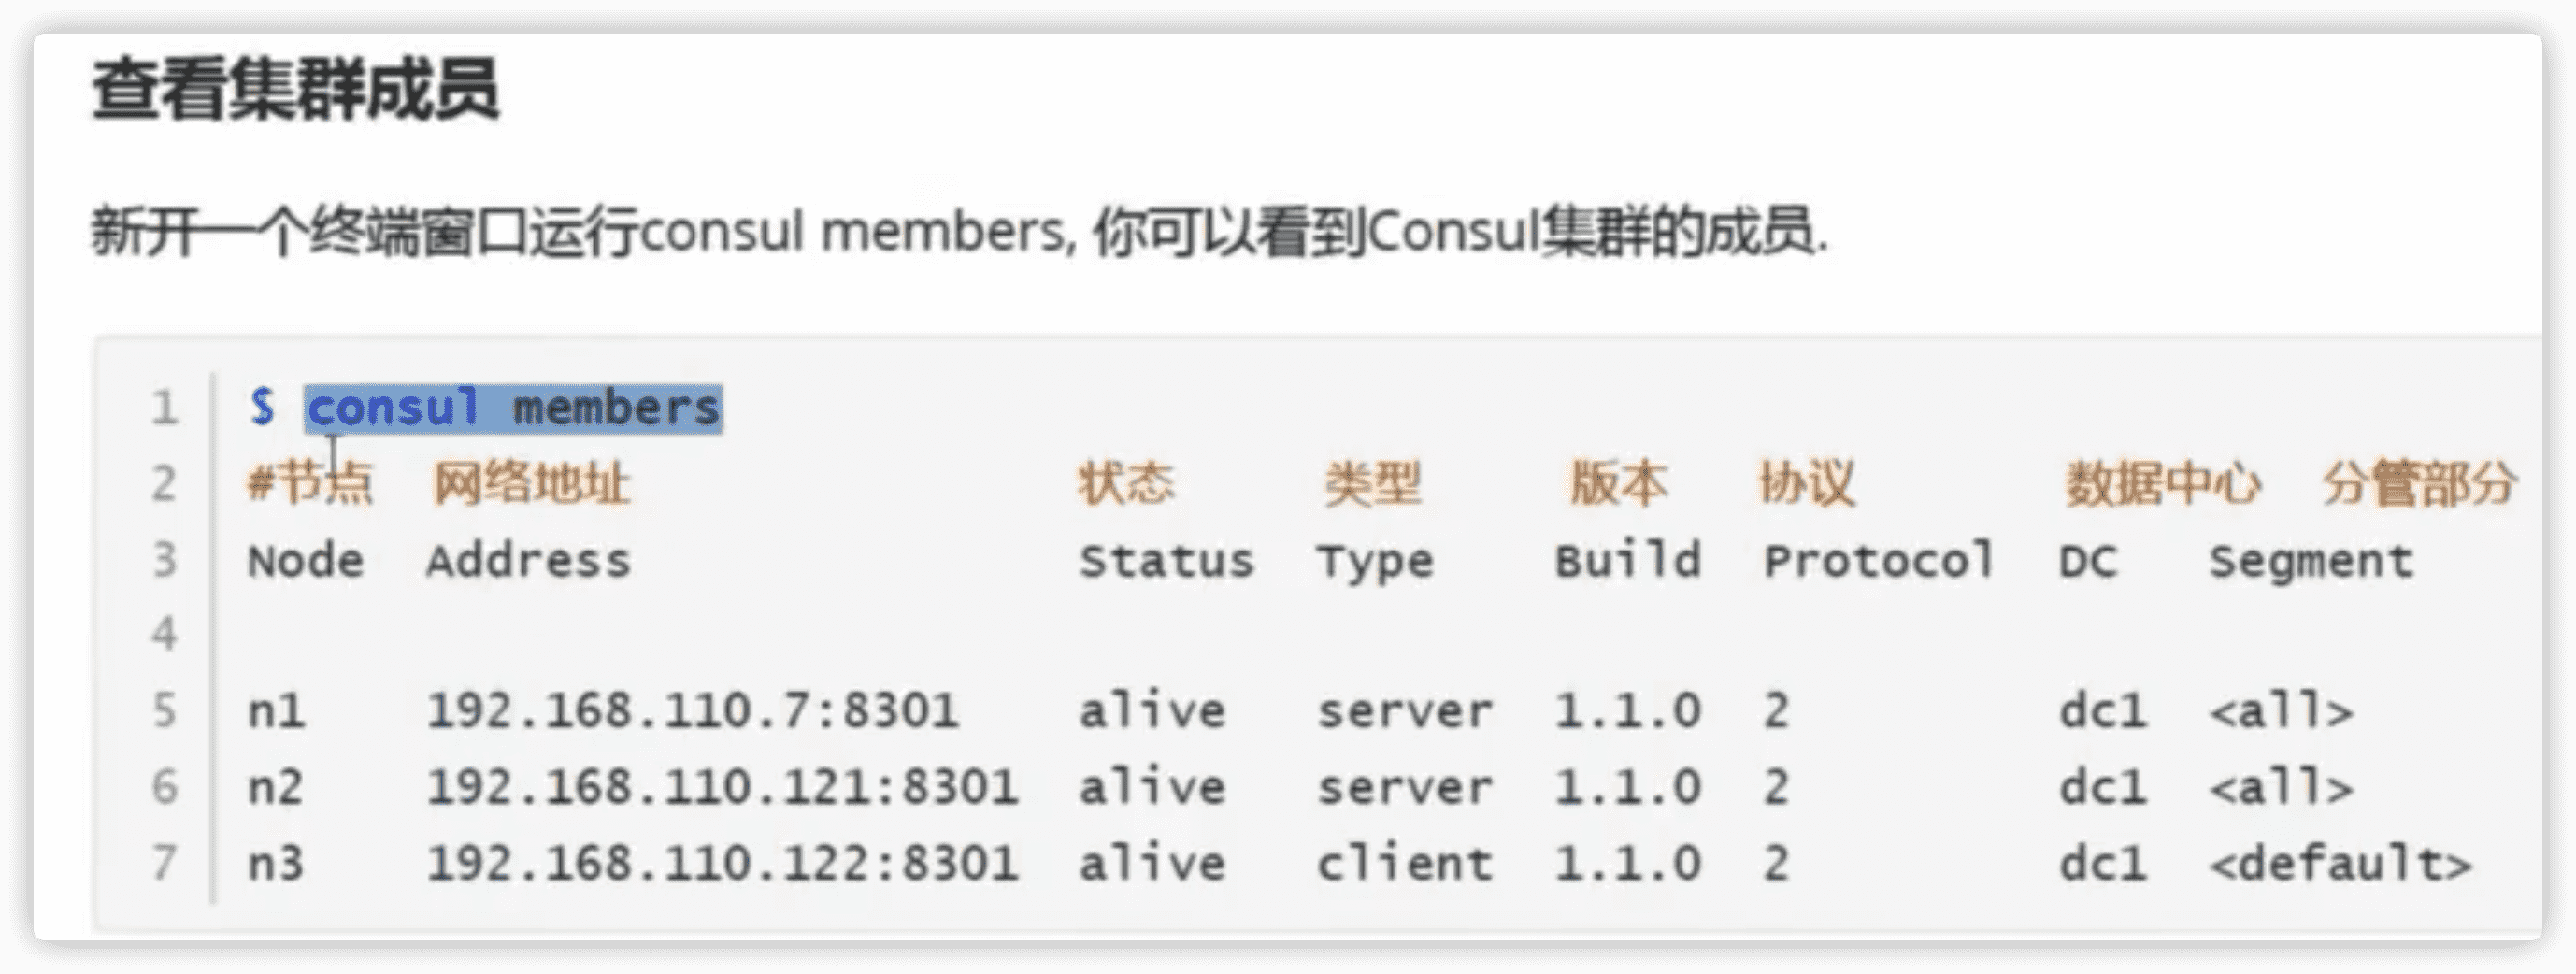 查看集群成员
新开一个终端窗口运行consul members, 你可以看到Consul集群的成员.
1 $ consul members
2 #节点 网络地址 状态 类型 版本 协议 数据中心 分管部分
3 Node Address Status Type Build Protocol DC Segment
4
5 n1 192.168.110.7:8301 alive server 1.1.0 2 dc1 <all>
6 n2 192.168.110.121:8301 alive server 1.1.0 2 dc1 <all>
7 n3 192.168.110.122:8301 alive client 1.1.0 2 dc1 <default>